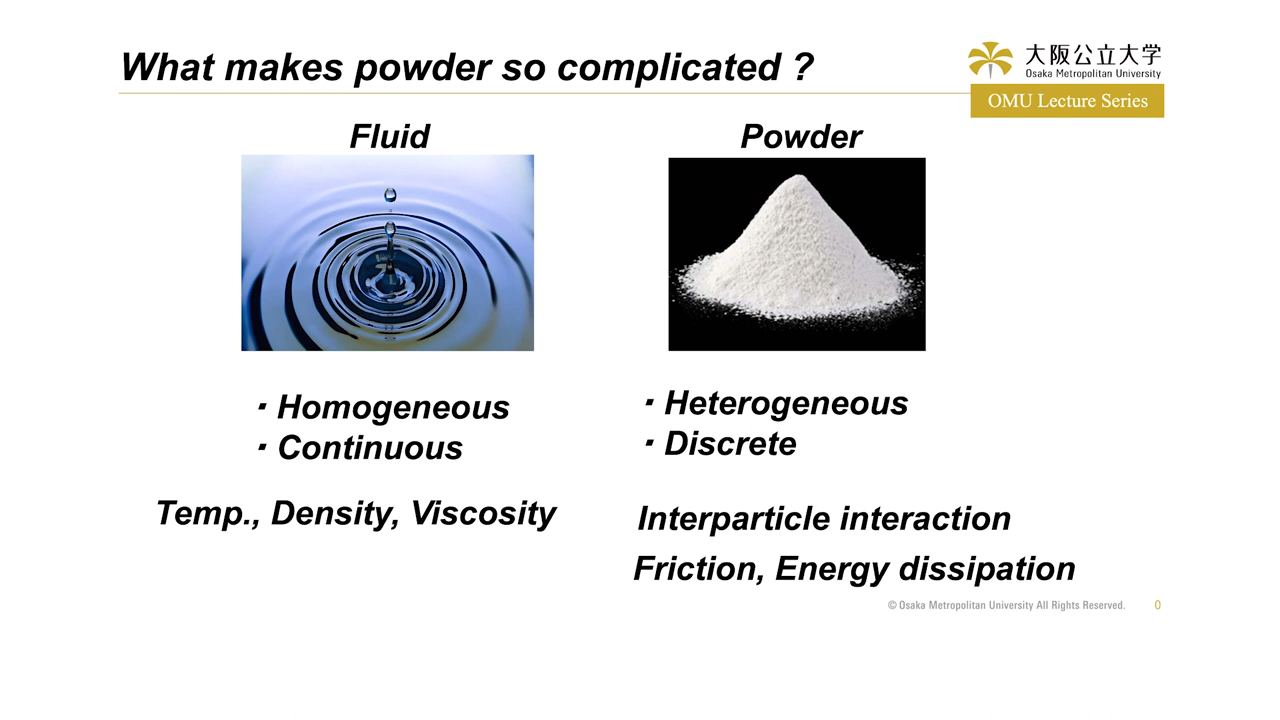 What makes powder so complicated ?
大阪公立大学
Osaka Metropolitan University
OMU Lecture Series
Fluid
・Homogeneous
・Continuous
Temp., Density, Viscosity
Powder
・Heterogeneous
・Discrete
Interparticle interaction
Friction, Energy dissipation
© Osaka Metropolitan University All Rights Reserved.
0